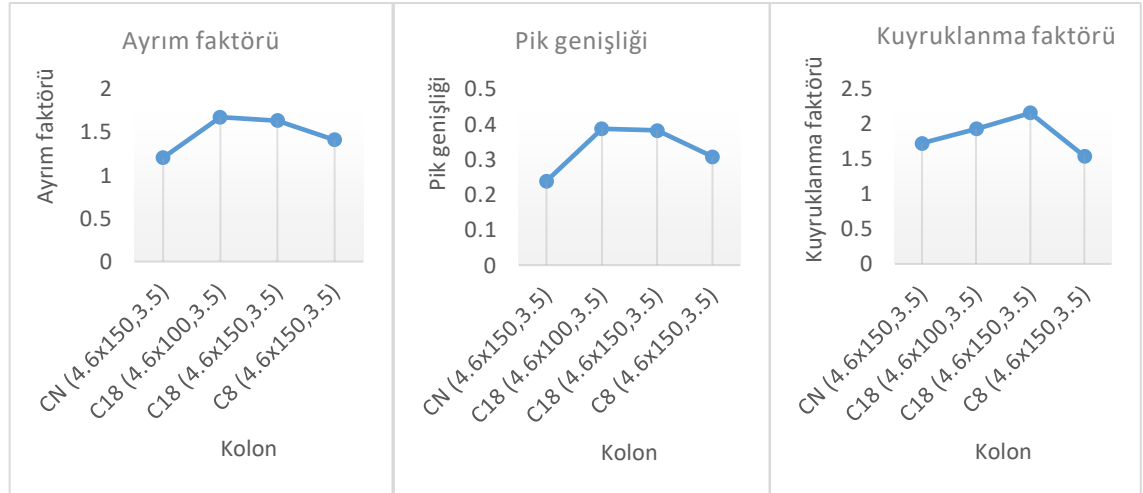 Ayrım faktörü
Ayrım faktörü
2
1.5
1
0.5
0
CN (4.6x150,3.5)
C18 (4.6x100,3.5)
C18 (4.6x150,3.5)
C8 (4.6x150,3.5)
Kolon
Pik genişliği
Pik genişliği
0.5
0.4
0.3
0.2
0.1
0
CN (4.6x150,3.5)
C18 (4.6x100,3.5)
C18 (4.6x150,3.5)
C8 (4.6x150,3.5)
Kolon
Kuyruklanma faktörü
Kuyruklanma faktörü
2.5
2
1.5
1
0.5
0
CN (4.6x150,3.5)
C18 (4.6x100,3.5)
C18 (4.6x150,3.5)
C8 (4.6x150,3.5)
Kolon